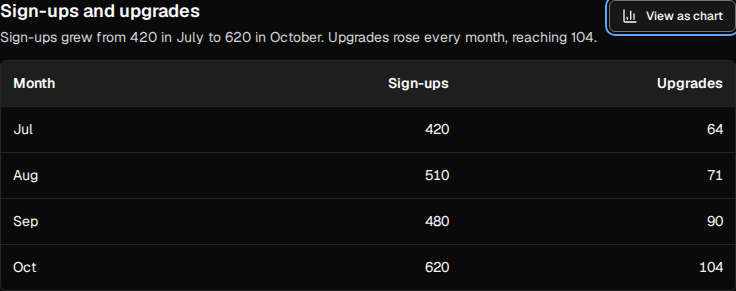 Sign-ups and upgrades
View as chart
Sign-ups grew from 420 in July to 620 in October. Upgrades rose every month, reaching 104.
Month Sign-ups Upgrades
Jul 420 64
Aug 510 71
Sep 480 90
Oct 620 104